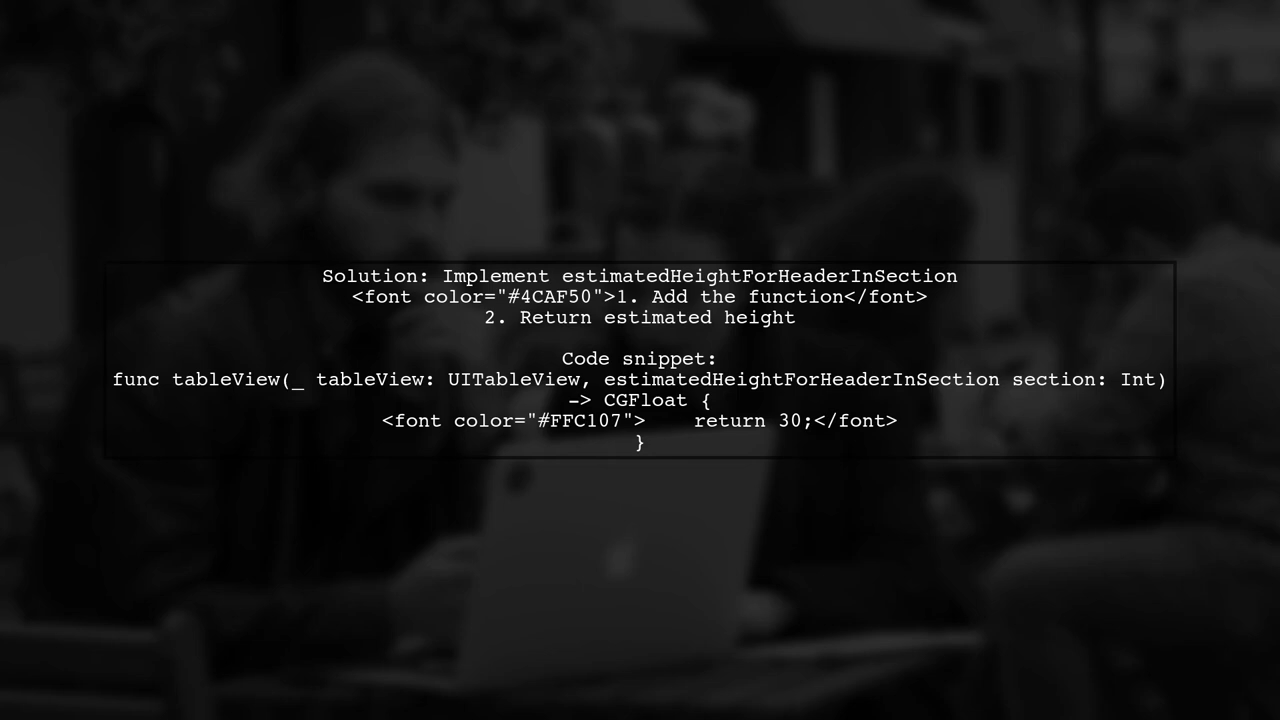 Solution: Implement estimatedHeightForHeaderInSection
<font color="#4CAF50">1. Add the function</font>
2. Return estimated height
Code snippet:
func tableView(_ tableView: UITableView, estimatedHeightForHeaderInSection section: Int)
-> CGFloat {
<font color="#FFC107">    return 30;</font>
}